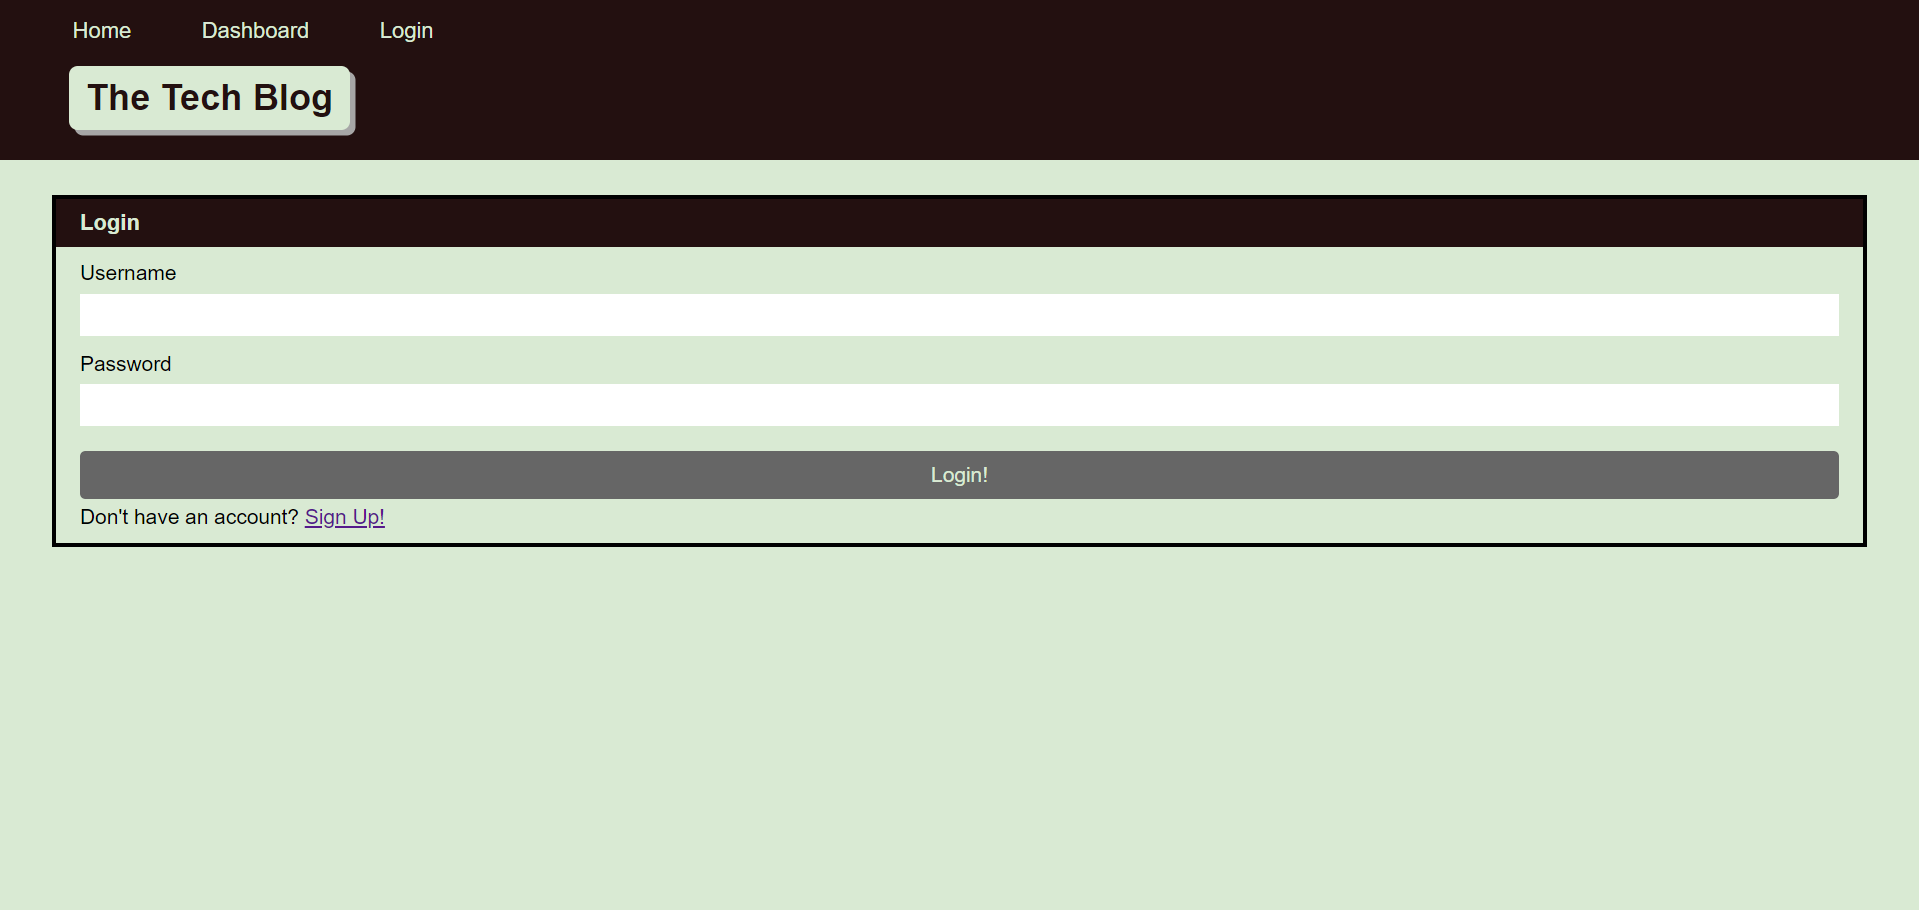 Home Dashboard Login
The Tech Blog
Login
Username
Password
Login!
Don't have an account? Sign Up!